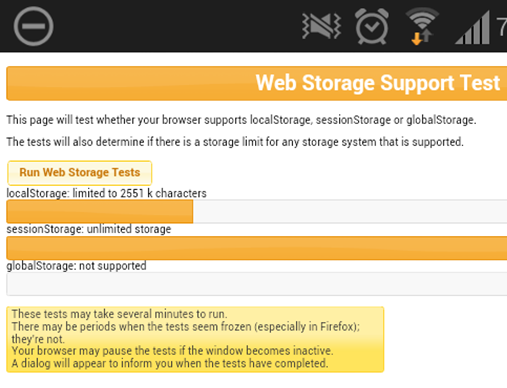 7
Web Storage Support Test
This page will test whether your browser supports localStorage, sessionStorage or globalStorage.
The tests will also determine if there is a storage limit for any storage system that is supported.
Run Web Storage Tests
localStorage: limited to 2551 k characters
sessionStorage: unlimited storage
globalStorage: not supported
These tests may take several minutes to run.
There may be periods when the tests seem frozen (especially in Firefox);
they're not.
Your browser may pause the tests if the window becomes inactive.
A dialog will appear to inform you when the tests have completed.